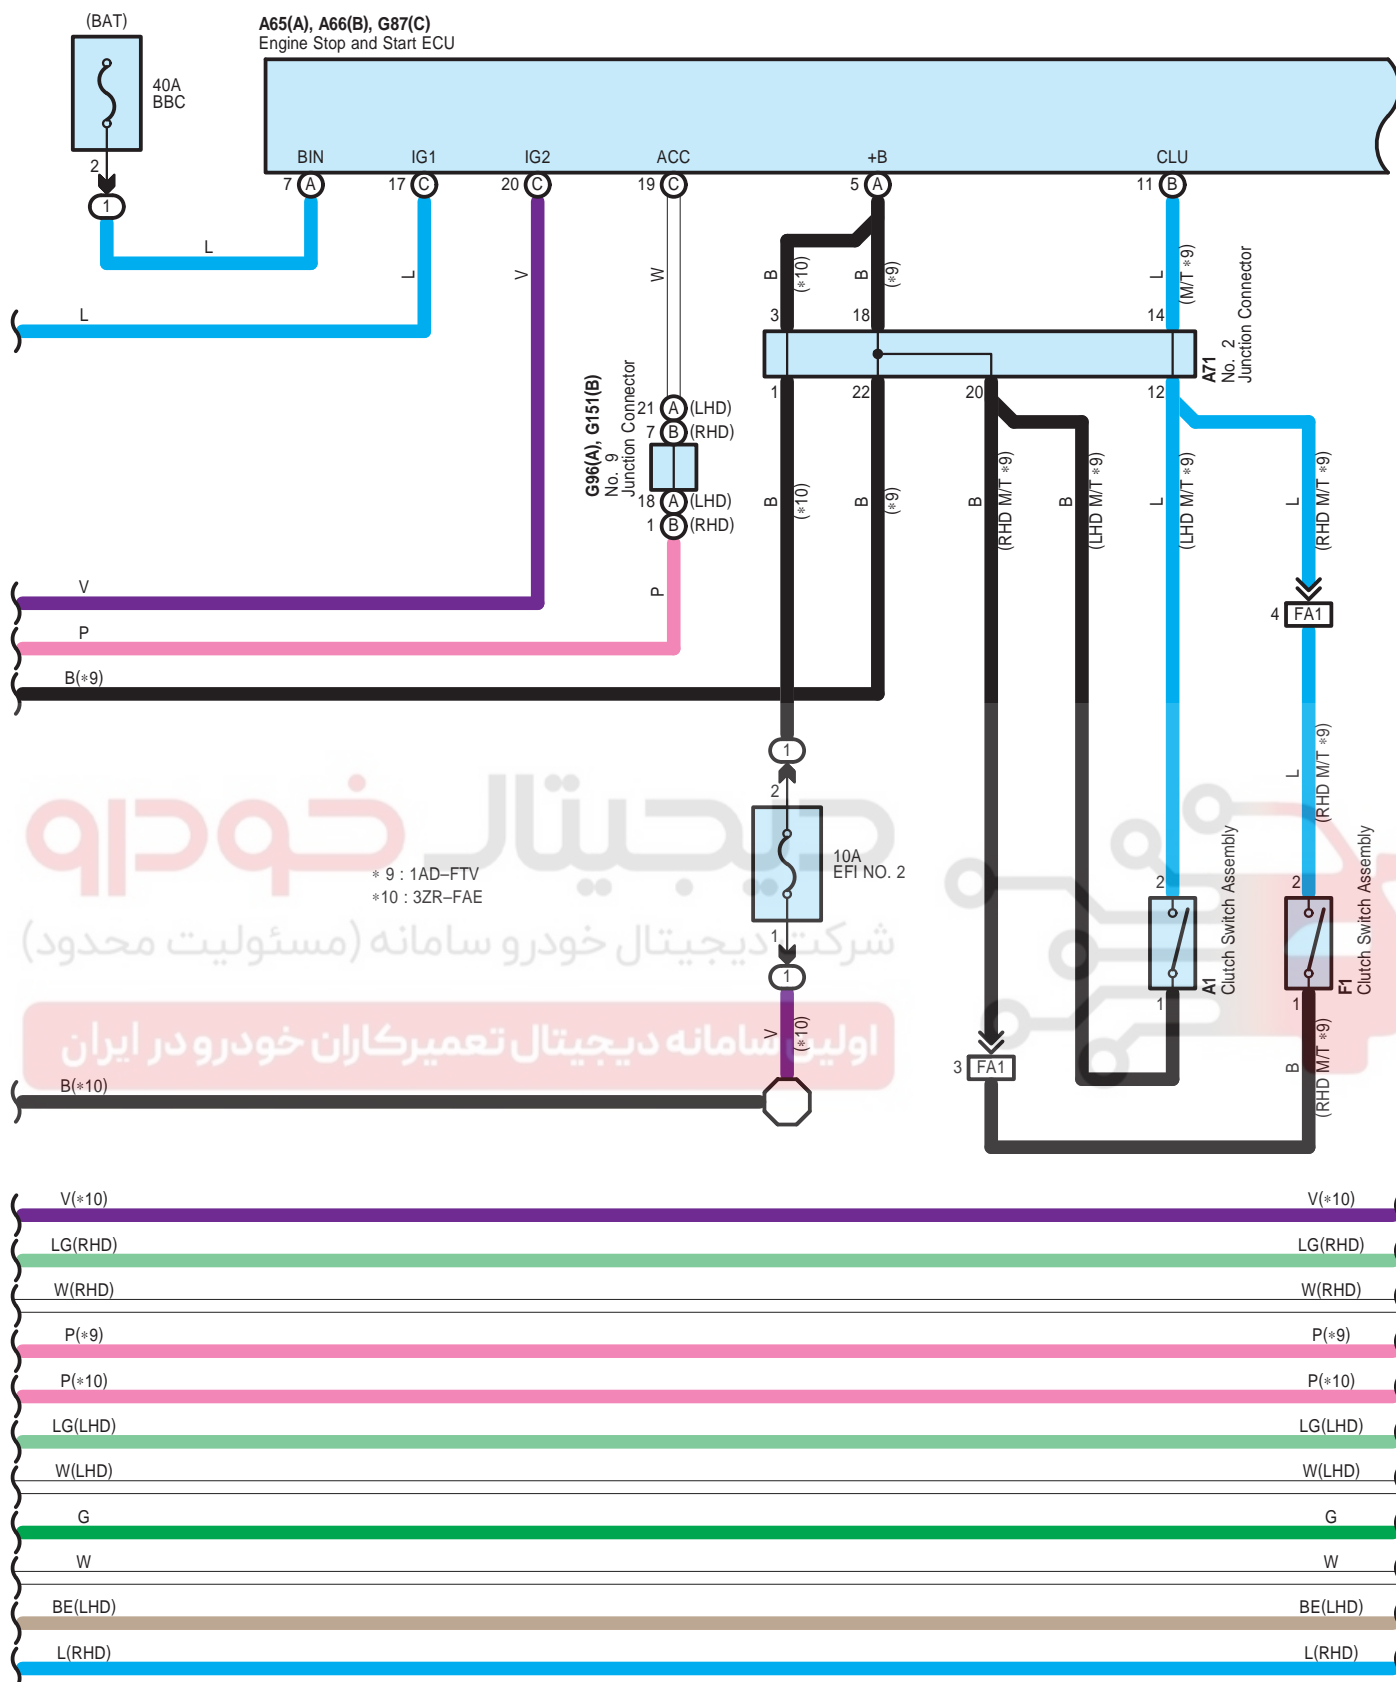 (BAT)
A65(A), A66(B), G87(C)
Engine Stop and Start ECU
40A
BBC
2
1
BIN
IG1
IG2
ACC
+B
CLU
7 A
17 C
20 C
19 C
5 A
11 B
L
L
L
V
W
B
(*10)
B
(*9)
L
(M/T *9)
3
18
14
A71
No. 2
Junction Connector
1
22
20
12
G96(A), G151(B)
No. 9
Junction Connector
21 A (LHD)
7 B (RHD)
18 A (LHD)
1 B (RHD)
B
(*10)
B
(*9)
B
(RHD M/T *9)
B
(LHD M/T *9)
L
(LHD M/T *9)
L
(RHD M/T *9)
P
V
P
B(*9)
4 FA1
1
2
10A
EFI NO. 2
1
1
L
(RHD M/T *9)
دیجیتال خودرو
* 9 : 1AD–FTV
*10 : 3ZR–FAE
شرکت دیجیتال خودرو سامانه (مسئولیت محدود)
اولین سامانه دیجیتال تعمیرکاران خودرو در ایران
V
(*10)
2
1
A1
Clutch Switch Assembly
2
1
F1
Clutch Switch Assembly
3 FA1
B
(RHD M/T *9)
B(*10)
V(*10) V(*10)
LG(RHD) LG(RHD)
W(RHD) W(RHD)
P(*9) P(*9)
P(*10) P(*10)
LG(LHD) LG(LHD)
W(LHD) W(LHD)
G G
W W
BE(LHD) BE(LHD)
L(RHD) L(RHD)